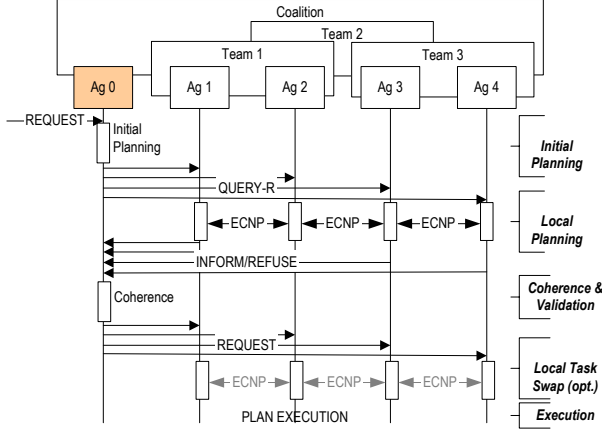 Coalition
Team 2
Team 1
Team 3
Ag 0
Ag 1
Ag 2
Ag 3
Ag 4
REQUEST
Initial
Planning
Initial
Planning
QUERY-R
ECNP
ECNP
ECNP
Local
Planning
INFORM/REFUSE
Coherence
Coherence &
Validation
REQUEST
ECNP
ECNP
ECNP
Local Task
Swap (opt.)
PLAN EXECUTION
Execution